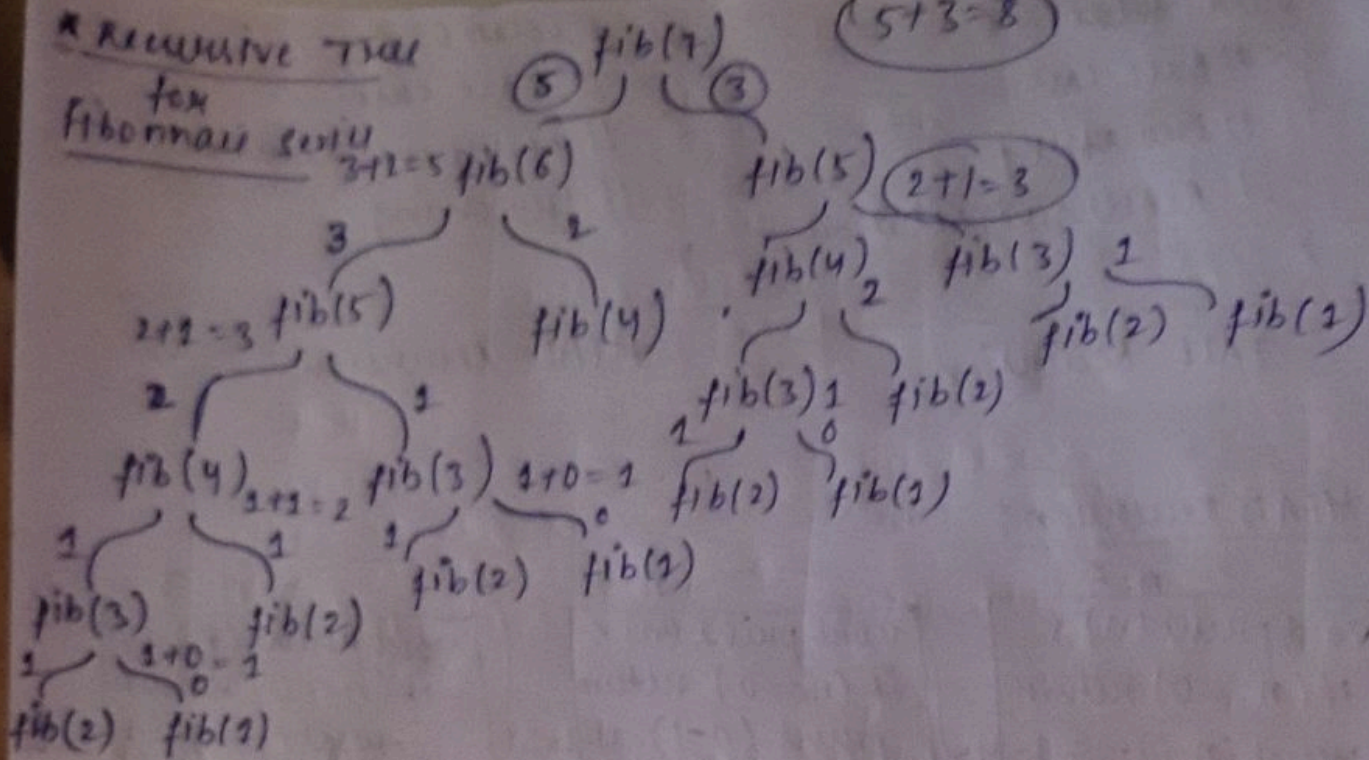 * Recursive Tree
for
Fibonnaci series
fib(7)
5+3=8
5
3
3+2=5 fib(6)
fib(5) 2+1=3
3
2
2+1=3 fib(5)
fib(4)
fib(4) 2
fib(3) 1
fib(2) fib(1)
2
1
fib(3) 1
fib(2)
1
0
fib(4) 1+1=2
fib(3) 1+0=1
fib(2) fib(1)
1
1
1
0
fib(3)
fib(2)
fib(2) fib(1)
1
1+0=1
0
fib(2) fib(1)